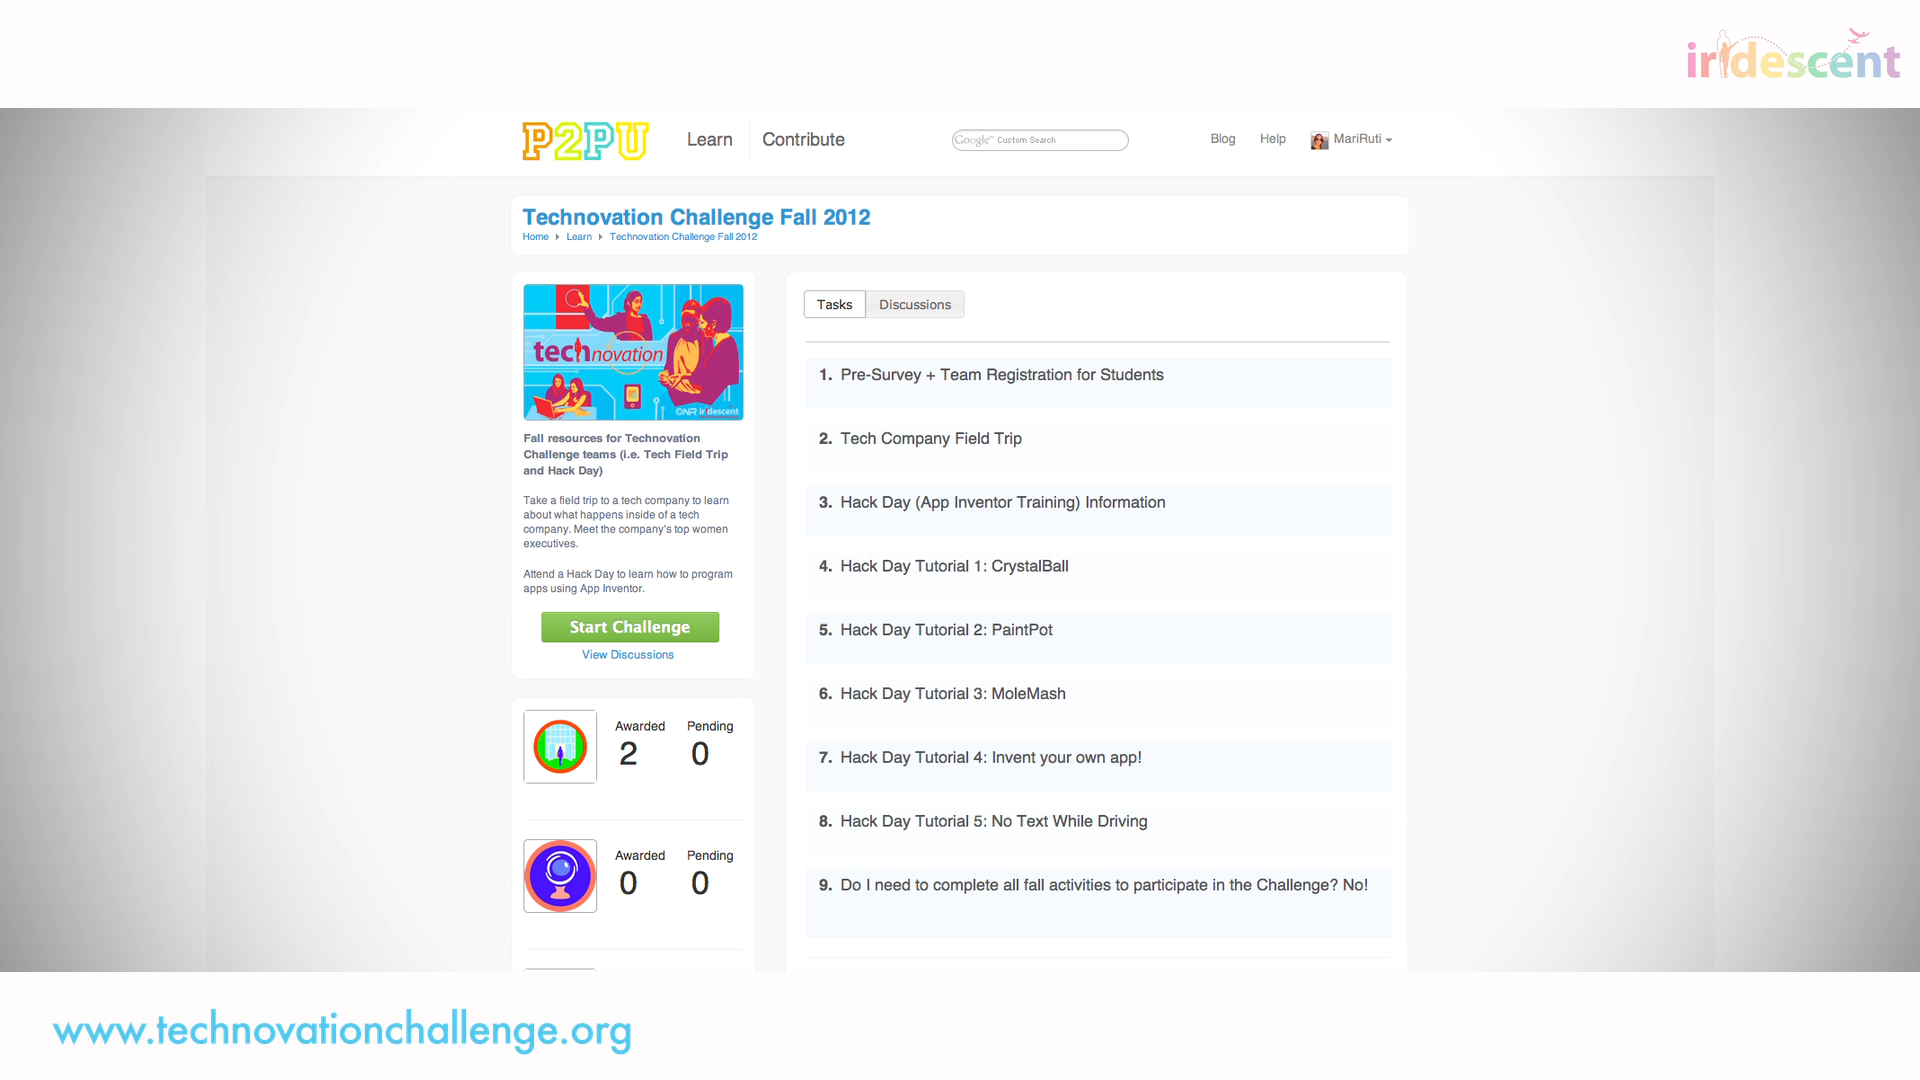 iridescent
P2PU
Learn
Contribute
Google™ Custom Search
Blog
Help
MariRuti
Technovation Challenge Fall 2012
Home
Learn
Technovation Challenge Fall 2012
technovation
ONR iridescent
Fall resources for Technovation
Challenge teams (i.e. Tech Field Trip
and Hack Day)
Take a field trip to a tech company to learn
about what happens inside of a tech
company. Meet the company's top women
executives.
Attend a Hack Day to learn how to program
apps using App Inventor.
Start Challenge
View Discussions
Awarded
Pending
2
0
Awarded
Pending
0
0
Tasks
Discussions
1. Pre-Survey + Team Registration for Students
2. Tech Company Field Trip
3. Hack Day (App Inventor Training) Information
4. Hack Day Tutorial 1: CrystalBall
5. Hack Day Tutorial 2: PaintPot
6. Hack Day Tutorial 3: MoleMash
7. Hack Day Tutorial 4: Invent your own app!
8. Hack Day Tutorial 5: No Text While Driving
9. Do I need to complete all fall activities to participate in the Challenge? No!
www.technovationchallenge.org